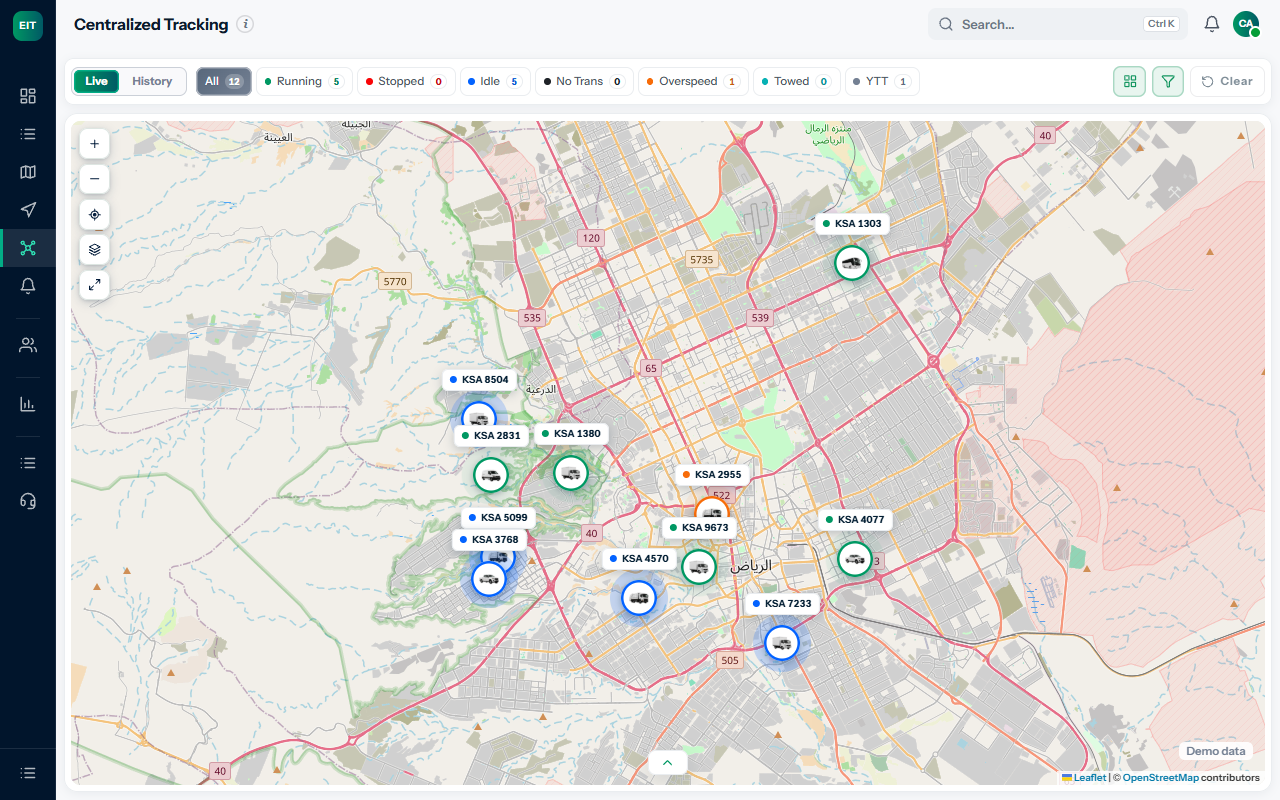 EIT
Centralized Tracking
i
Search...
Ctrl K
CA
Live
History
All 12
Running 5
Stopped 0
Idle 5
No Trans 0
Overspeed 1
Towed 0
YTT 1
Clear
الجبيلة
العيينة
منتزه الرمال
الرياضي
40
120
5735
5770
535
539
65
KSA 1303
KSA 8504
الدرعية
KSA 2831
KSA 1380
KSA 2955
522
KSA 5099
KSA 9673
KSA 4077
KSA 3768
40
KSA 4570
الرياض
3
KSA 7233
505
40
Demo data
Leaflet | © OpenStreetMap contributors